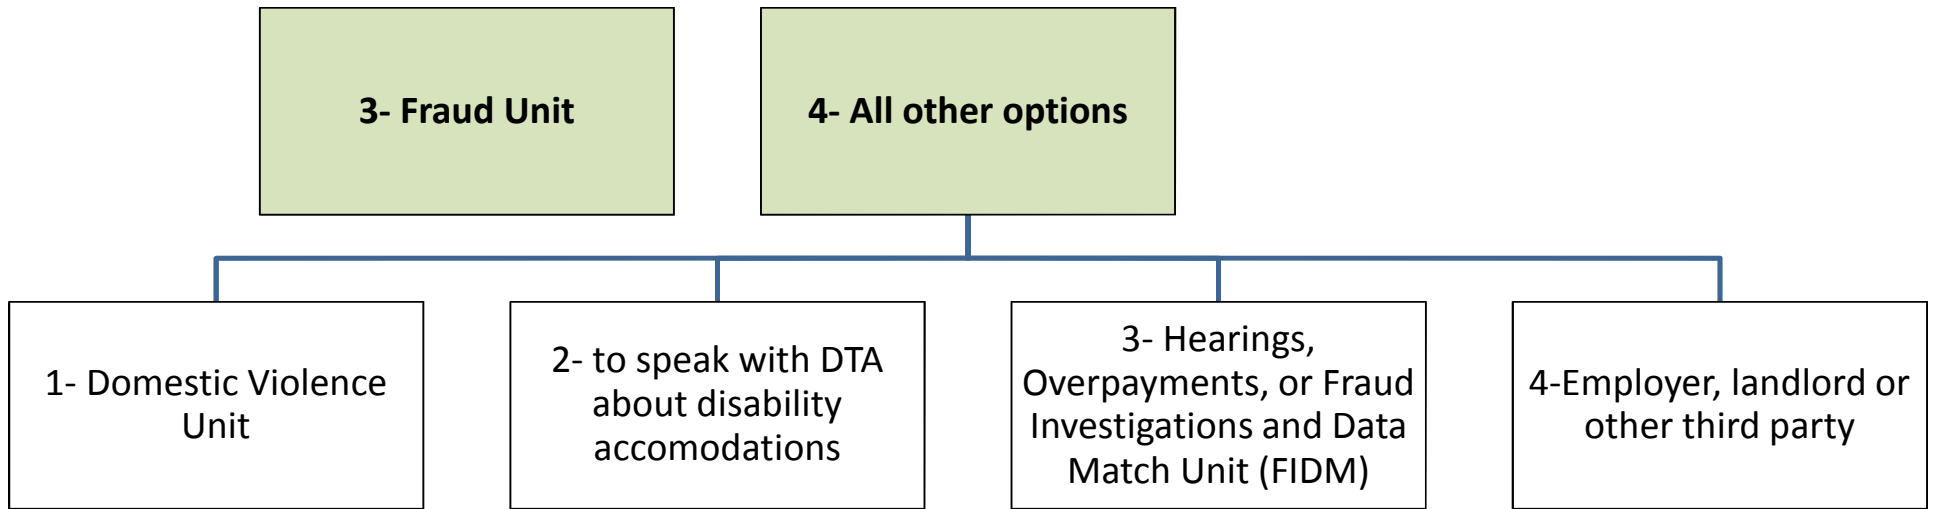 3- Fraud Unit
4- All other options
1- Domestic Violence
Unit
2- to speak with DTA
about disability
accomodations
3- Hearings,
Overpayments, or Fraud
Investigations and Data
Match Unit (FIDM)
4-Employer, landlord or
other third party